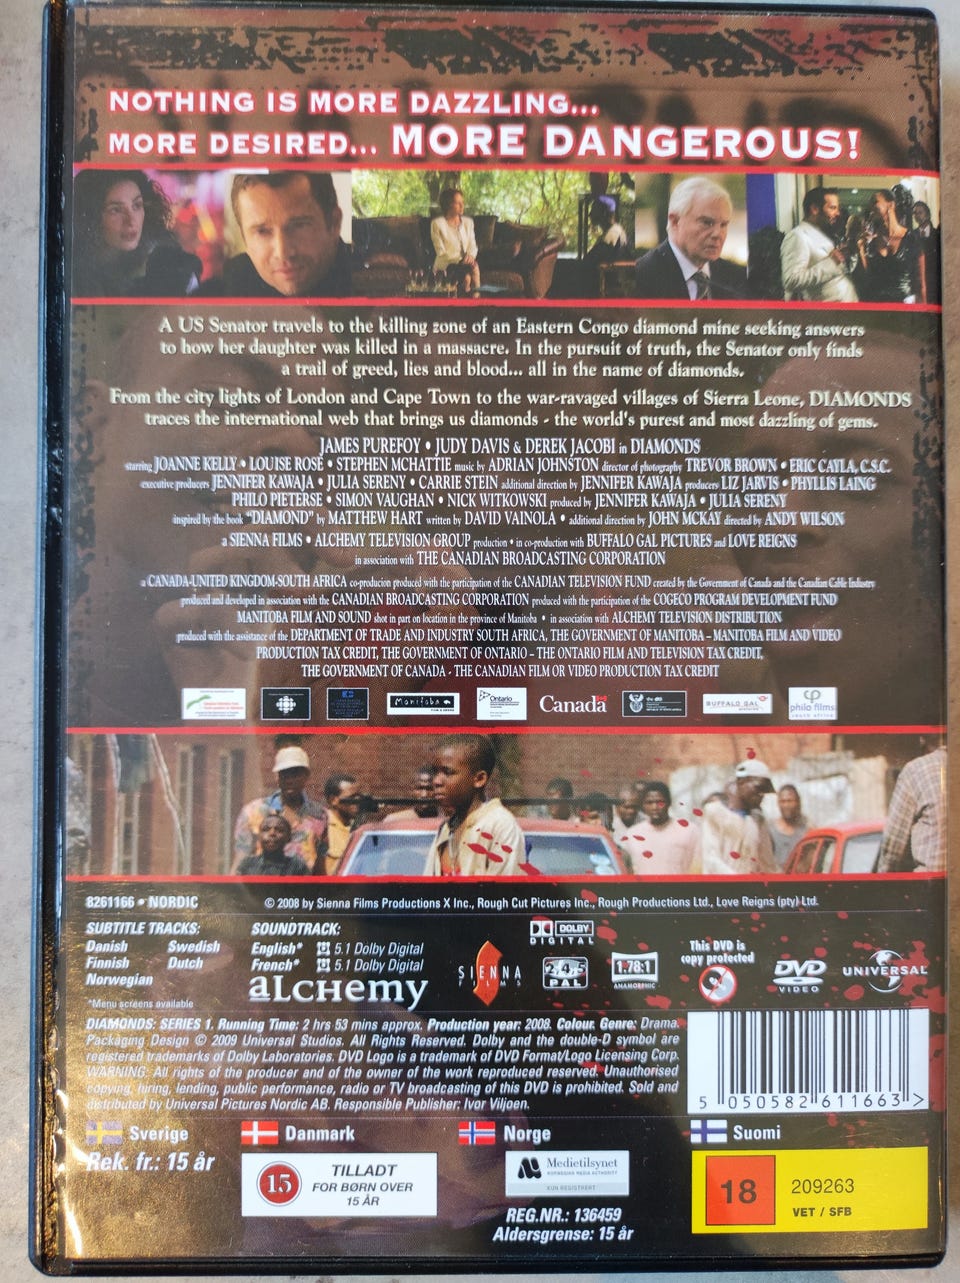 NOTHING IS MORE DAZZLING...
MORE DESIRED... MORE DANGEROUS!
A US Senator travels to the killing zone of an Eastern Congo diamond mine seeking answers
to how her daughter was killed in a massacre. In the pursuit of truth, the Senator only finds
a trail of greed, lies and blood... all in the name of diamonds.
From the city lights of London and Cape Town to the war-ravaged villages of Sierra Leone, DIAMONDS
traces the international web that brings us diamonds - the world's purest and most dazzling of gems.
JAMES PUREFOY • JUDY DAVIS & DEREK JACOBI in DIAMONDS
starring JOANNE KELLY • LOUISE ROSE • STEPHEN MCHATTIE music by ADRIAN JOHNSTON director of photography TREVOR BROWN • ERIC CAYLA, C.S.C.
executive producers JENNIFER KAWAJA • JULIA SERENY • CARRIE STEIN additional direction by JENNIFER KAWAJA producers LIZ JARVIS • PHYLLIS LAING
PHILO PIETERSE • SIMON VAUGHAN • NICK WITKOWSKI produced by JENNIFER KAWAJA • JULIA SERENY
inspired by the book "DIAMOND" by MATTHEW HART written by DAVID VAINOLA • additional direction by JOHN MCKAY directed by ANDY WILSON
a SIENNA FILMS • ALCHEMY TELEVISION GROUP production • in co-production with BUFFALO GAL PICTURES and LOVE REIGNS
in association with THE CANADIAN BROADCASTING CORPORATION
a CANADA-UNITED KINGDOM-SOUTH AFRICA co-producion produced with the participation of the CANADIAN TELEVISION FUND created by the Government of Canada and the Canadian Cable Industry
produced and developed in association with the CANADIAN BROADCASTING CORPORATION produced with the participation of the COGECO PROGRAM DEVELOPMENT FUND
MANITOBA FILM AND SOUND shot in part on location in the province of Manitoba • in association with ALCHEMY TELEVISION DISTRIBUTION
produced with the assistance of the DEPARTMENT OF TRADE AND INDUSTRY SOUTH AFRICA, THE GOVERNMENT OF MANITOBA – MANITOBA FILM AND VIDEO
PRODUCTION TAX CREDIT, THE GOVERNMENT OF ONTARIO – THE ONTARIO FILM AND TELEVISION TAX CREDIT,
THE GOVERNMENT OF CANADA - THE CANADIAN FILM OR VIDEO PRODUCTION TAX CREDIT
Manitoba
Ontario
Canada
the dti
BUFFALO GAL
philo films
south africa
8261166 • NORDIC
© 2008 by Sienna Films Productions X Inc., Rough Cut Pictures Inc., Rough Productions Ltd., Love Reigns (pty) Ltd.
SUBTITLE TRACKS:
Danish Swedish
Finnish Dutch
Norwegian
*Menu screens available
SOUNDTRACK:
English* 5.1 Dolby Digital
French* 5.1 Dolby Digital
alchemy
SIENNA
FILMS
DOLBY
DIGITAL
2,4,5
PAL
1.78:1
ANAMORPHIC
This DVD is
copy protected
DVD
VIDEO
UNIVERSAL
DIAMONDS: SERIES 1. Running Time: 2 hrs 53 mins approx. Production year: 2008. Colour. Genre: Drama.
Packaging Design © 2009 Universal Studios. All Rights Reserved. Dolby and the double-D symbol are
registered trademarks of Dolby Laboratories. DVD Logo is a trademark of DVD Format/Logo Licensing Corp.
WARNING: All rights of the producer and of the owner of the work reproduced reserved. Unauthorised
copying, hiring, lending, public performance, radio or TV broadcasting of this DVD is prohibited. Sold and
distributed by Universal Pictures Nordic AB. Responsible Publisher: Ivor Viljoen.
5 050582 611663 >
Sverige
Rek. fr.: 15 år
Danmark
15
TILLADT
FOR BØRN OVER
15 ÅR
Norge
Medietilsynet
NORWEGIAN MEDIA AUTHORITY
KUN REGISTRERT
REG.NR.: 136459
Aldersgrense: 15 år
Suomi
18
209263
VET / SFB